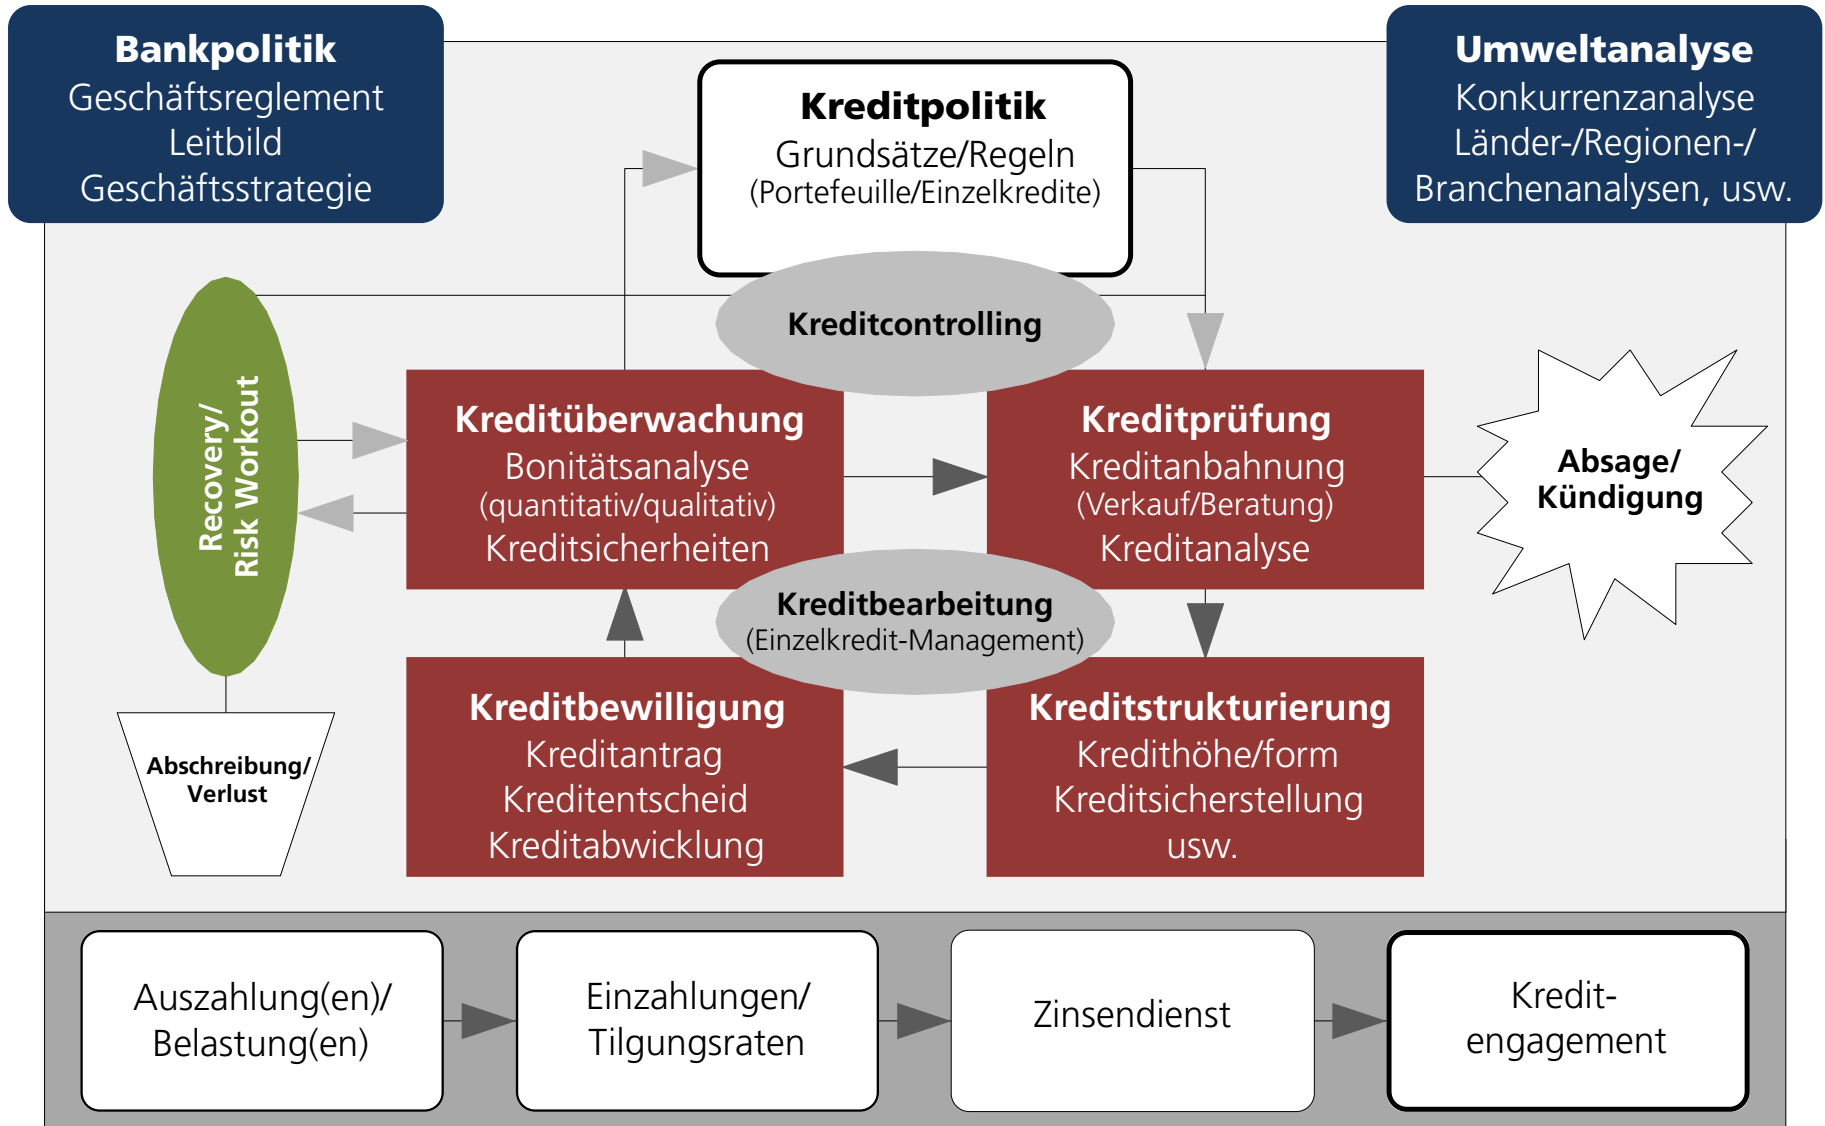 Bankpolitik
Geschäftsreglement
Leitbild
Geschäftsstrategie
Kreditpolitik
Grundsätze/Regeln
(Portefeuille/Einzelkredite)
Umweltanalyse
Konkurrenzanalyse
Länder-/Regionen-/
Branchenanalysen, usw.
Kreditcontrolling
Recovery/
Risk Workout
Kreditüberwachung
Bonitätsanalyse
(quantitativ/qualitativ)
Kreditsicherheiten
Kreditprüfung
Kreditanbahnung
(Verkauf/Beratung)
Kreditanalyse
Absage/
Kündigung
Kreditbearbeitung
(Einzelkredit-Management)
Abschreibung/
Verlust
Kreditbewilligung
Kreditantrag
Kreditentscheid
Kreditabwicklung
Kreditstrukturierung
Kredithöhe/form
Kreditsicherstellung
usw.
Auszahlung(en)/
Belastung(en)
Einzahlungen/
Tilgungsraten
Zinsendienst
Kredit-
engagement